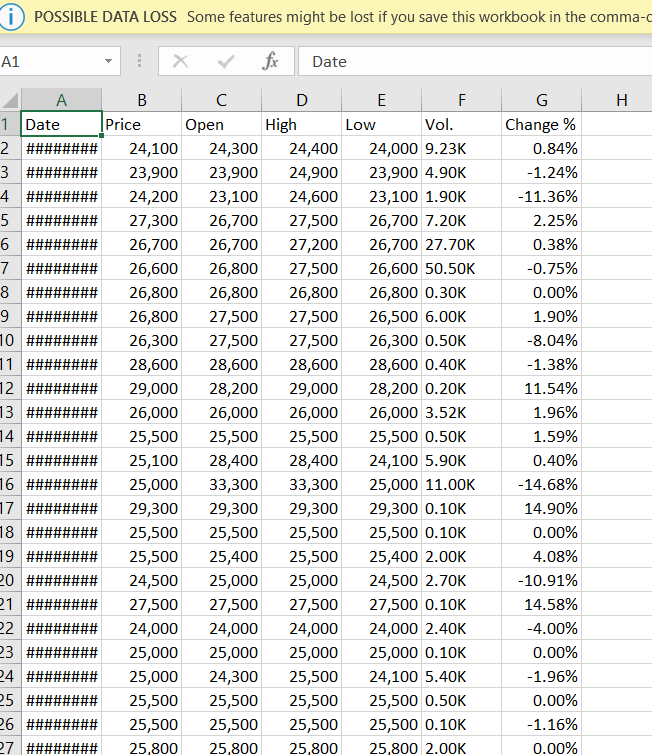 POSSIBLE DATA LOSS Some features might be lost if you save this workbook in the comma-
A1 fx Date
A B C D E F G H
1 Date Price Open High Low Vol. Change %
2 ######## 24,100 24,300 24,400 24,000 9.23K 0.84%
3 ######## 23,900 23,900 24,900 23,900 4.90K -1.24%
4 ######## 24,200 23,100 24,600 23,100 1.90K -11.36%
5 ######## 27,300 26,700 27,500 26,700 7.20K 2.25%
6 ######## 26,700 26,700 27,200 26,700 27.70K 0.38%
7 ######## 26,600 26,800 27,500 26,600 50.50K -0.75%
8 ######## 26,800 26,800 26,800 26,800 0.30K 0.00%
9 ######## 26,800 27,500 27,500 26,500 6.00K 1.90%
10 ######## 26,300 27,500 27,500 26,300 0.50K -8.04%
11 ######## 28,600 28,600 28,600 28,600 0.40K -1.38%
12 ######## 29,000 28,200 29,000 28,200 0.20K 11.54%
13 ######## 26,000 26,000 26,000 26,000 3.52K 1.96%
14 ######## 25,500 25,500 25,500 25,500 0.50K 1.59%
15 ######## 25,100 28,400 28,400 24,100 5.90K 0.40%
16 ######## 25,000 33,300 33,300 25,000 11.00K -14.68%
17 ######## 29,300 29,300 29,300 29,300 0.10K 14.90%
18 ######## 25,500 25,500 25,500 25,500 0.10K 0.00%
19 ######## 25,500 25,400 25,500 25,400 2.00K 4.08%
20 ######## 24,500 25,000 25,000 24,500 2.70K -10.91%
21 ######## 27,500 27,500 27,500 27,500 0.10K 14.58%
22 ######## 24,000 24,000 24,000 24,000 2.40K -4.00%
23 ######## 25,000 25,000 25,000 25,000 0.10K 0.00%
24 ######## 25,000 24,300 25,500 24,100 5.40K -1.96%
25 ######## 25,500 25,500 25,500 25,500 0.50K 0.00%
26 ######## 25,500 25,500 25,500 25,500 0.10K -1.16%
27 ######## 25,800 25,800 25,800 25,800 2.00K 0.00%